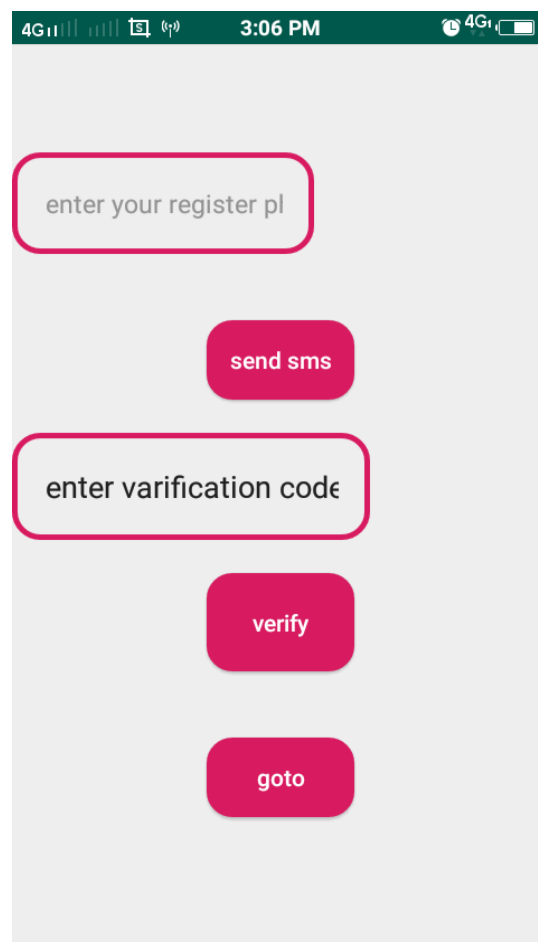 4G 3:06 PM 4G
enter your register pl
send sms
enter varification code
verify
goto